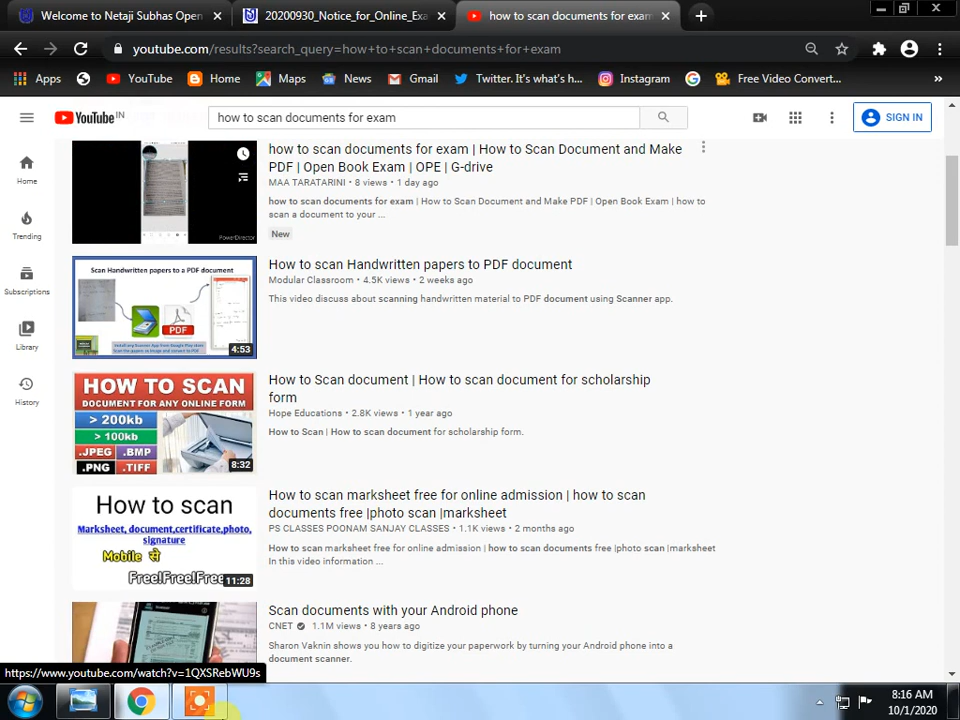 Welcome to Netaji Subhas Open
20200930_Notice_for_Online_Exa
how to scan documents for exam
youtube.com/results?search_query=how+to+scan+documents+for+exam
Apps
YouTube
Home
Maps
News
Gmail
Twitter. It's what's h...
Instagram
Free Video Convert...
»
YouTube IN
how to scan documents for exam
SIGN IN
Home
Trending
Subscriptions
Library
History
PowerDirector
how to scan documents for exam | How to Scan Document and Make
PDF | Open Book Exam | OPE | G-drive
MAA TARATARINI • 8 views • 1 day ago
how to scan documents for exam | How to Scan Document and Make PDF | Open Book Exam | how to
scan a document to your ...
New
Scan Handwritten papers to a PDF document
PDF
4:53
How to scan Handwritten papers to PDF document
Modular Classroom • 4.5K views • 2 weeks ago
This video discuss about scanning handwritten material to PDF document using Scanner app.
HOW TO SCAN
DOCUMENT FOR ANY ONLINE FORM
> 200kb
> 100kb
.JPEG .BMP
.PNG .TIFF
8:32
How to Scan document | How to scan document for scholarship
form
Hope Educations • 2.8K views • 1 year ago
How to Scan | How to scan document for scholarship form.
How to scan
Marksheet, document,certificate,photo,
signature
Mobile से
Free!Free!Free
11:28
How to scan marksheet free for online admission | how to scan
documents free |photo scan |marksheet
PS CLASSES POONAM SANJAY CLASSES • 1.1K views • 2 months ago
How to scan marksheet free for online admission | how to scan documents free |photo scan |marksheet
In this video information ...
Scan documents with your Android phone
CNET 1.1M views • 8 years ago
Sharon Vaknin shows you how to digitize your paperwork by turning your Android phone into a
document scanner.
https://www.youtube.com/watch?v=1QXSRebWU9s
8:16 AM
10/1/2020